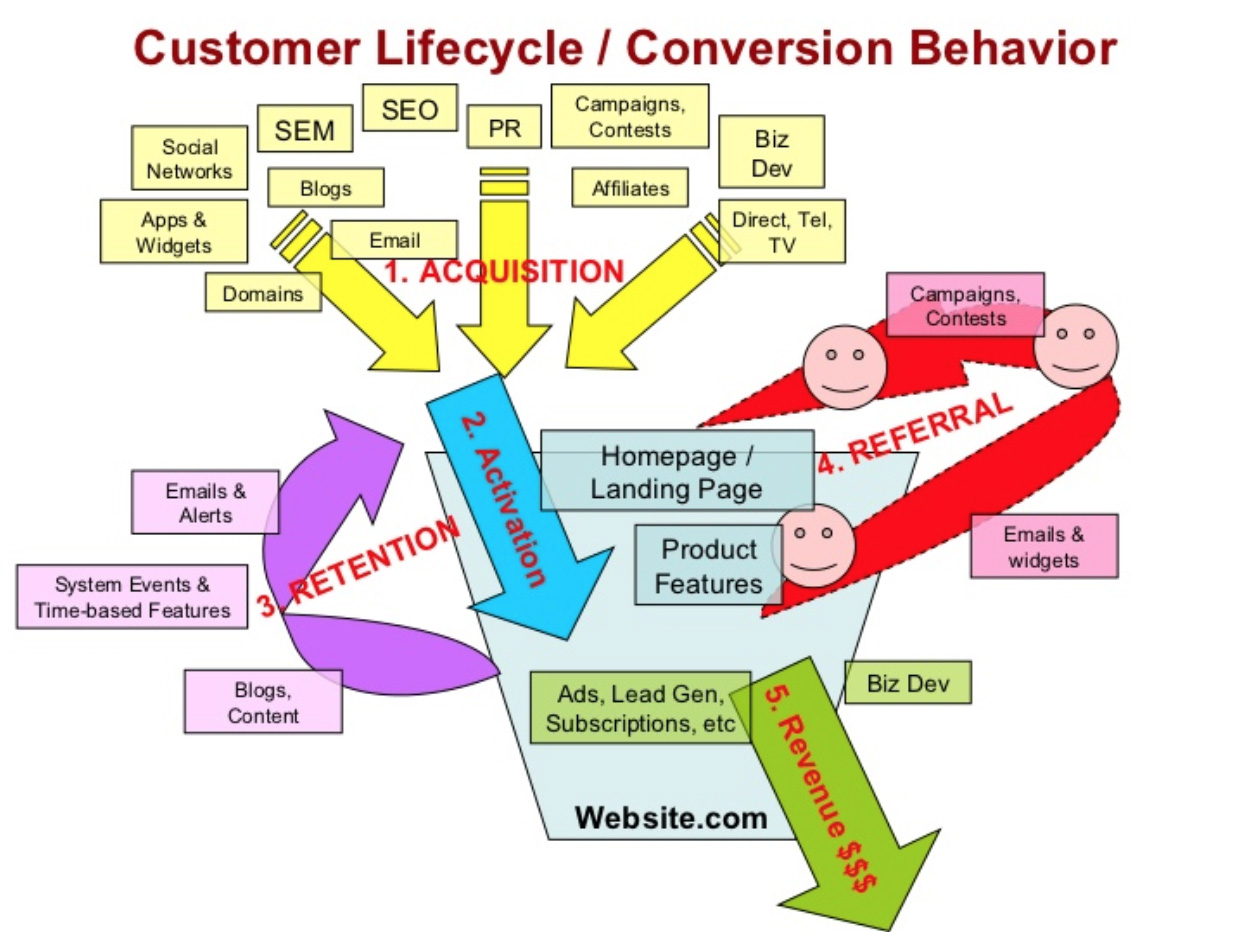 Customer Lifecycle / Conversion Behavior
SEO
Campaigns,
Contests
SEM
PR
Social
Networks
Biz
Dev
Blogs
Affiliates
Apps &
Widgets
Email
Direct, Tel,
TV
1. ACQUISITION
Domains
Campaigns,
Contests
2. Activation
Homepage /
Landing Page
4. REFERRAL
Emails &
Alerts
3. RETENTION
Product
Features
Emails &
widgets
System Events &
Time-based Features
Blogs,
Content
Ads, Lead Gen,
Subscriptions, etc
Biz Dev
5. Revenue $$$
Website.com